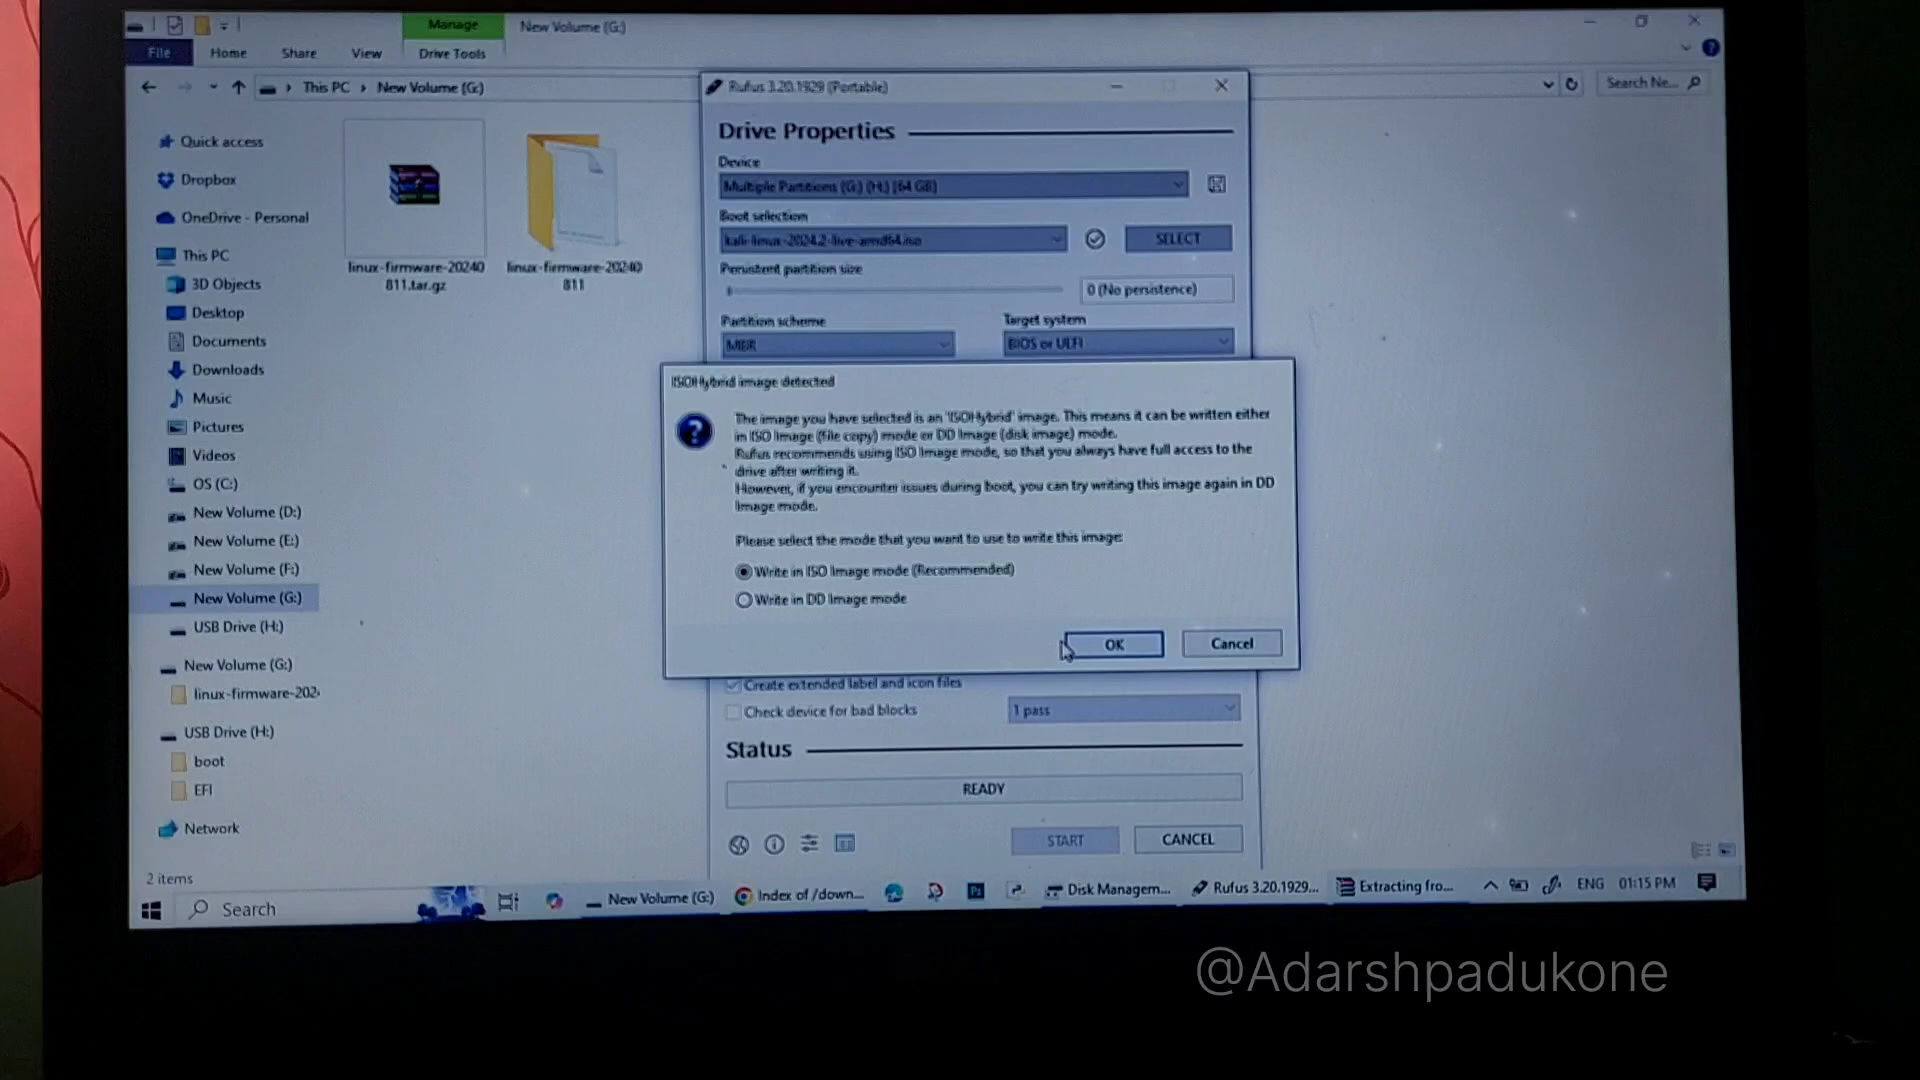 Manage
New Volume (G:)
File
Home
Share
View
Drive Tools
This PC
New Volume (G:)
Search Ne...
Quick access
Dropbox
OneDrive - Personal
This PC
3D Objects
Desktop
Documents
Downloads
Music
Pictures
Videos
OS (C:)
New Volume (D:)
New Volume (E:)
New Volume (F:)
New Volume (G:)
USB Drive (H:)
New Volume (G:)
linux-firmware-202
USB Drive (H:)
boot
EFI
Network
2 items
linux-firmware-20240
811.tar.gz
linux-firmware-20240
811
Rufus 3.20.1929 (Portable)
Drive Properties
Device
Multiple Partitions (G:) (H:) [64 GB]
Boot selection
kali-linux-2024.2-live-amd64.iso
SELECT
Persistent partition size
0 (No persistence)
Partition scheme
Target system
MBR
BIOS or UEFI
ISOHybrid image detected
The image you have selected is an 'ISOHybrid' image. This means it can be written either
in ISO Image (file copy) mode or DD Image (disk image) mode.
Rufus recommends using ISO Image mode, so that you always have full access to the
drive after writing it.
However, if you encounter issues during boot, you can try writing this image again in DD
Image mode.
Please select the mode that you want to use to write this image:
Write in ISO Image mode (Recommended)
Write in DD Image mode
OK
Cancel
Create extended label and icon files
Check device for bad blocks
1 pass
Status
READY
START
CANCEL
Search
New Volume (G:)
Index of /down...
Disk Managem...
Rufus 3.20.1929...
Extracting fro...
ENG
01:15 PM
@Adarshpadukone